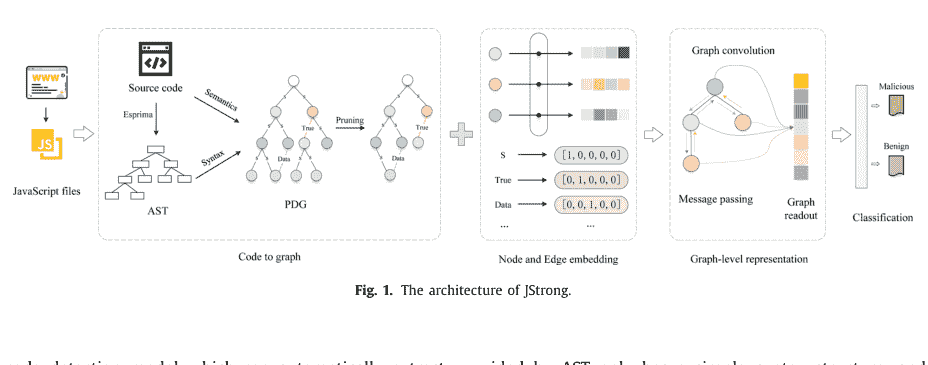 WWW
JS
JavaScript files
Source code
Esprima
AST
Semantics
Syntax
S
S
True
S
Data
S
S
PDG
Pruning
S
S
True
S
Data
Code to graph
S
[1,0,0,0,0]
True
[0,1,0,0,0]
Data
[0,0,1,0,0]
...
...
Node and Edge embedding
Graph convolution
Message passing
Graph
readout
Graph-level representation
Malicious
Benign
Classification
Fig. 1. The architecture of JStrong.